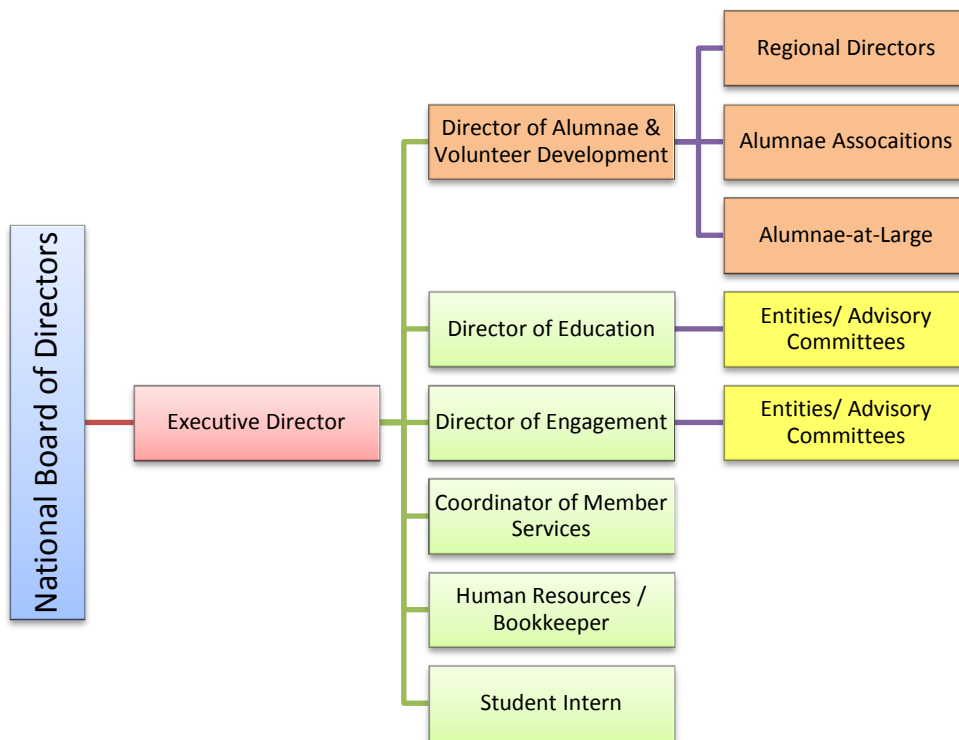 National Board of Directors
Executive Director
Director of Alumnae &
Volunteer Development
Regional Directors
Alumnae Assocaitions
Alumnae-at-Large
Director of Education
Entities/ Advisory
Committees
Director of Engagement
Entities/ Advisory
Committees
Coordinator of Member
Services
Human Resources /
Bookkeeper
Student Intern